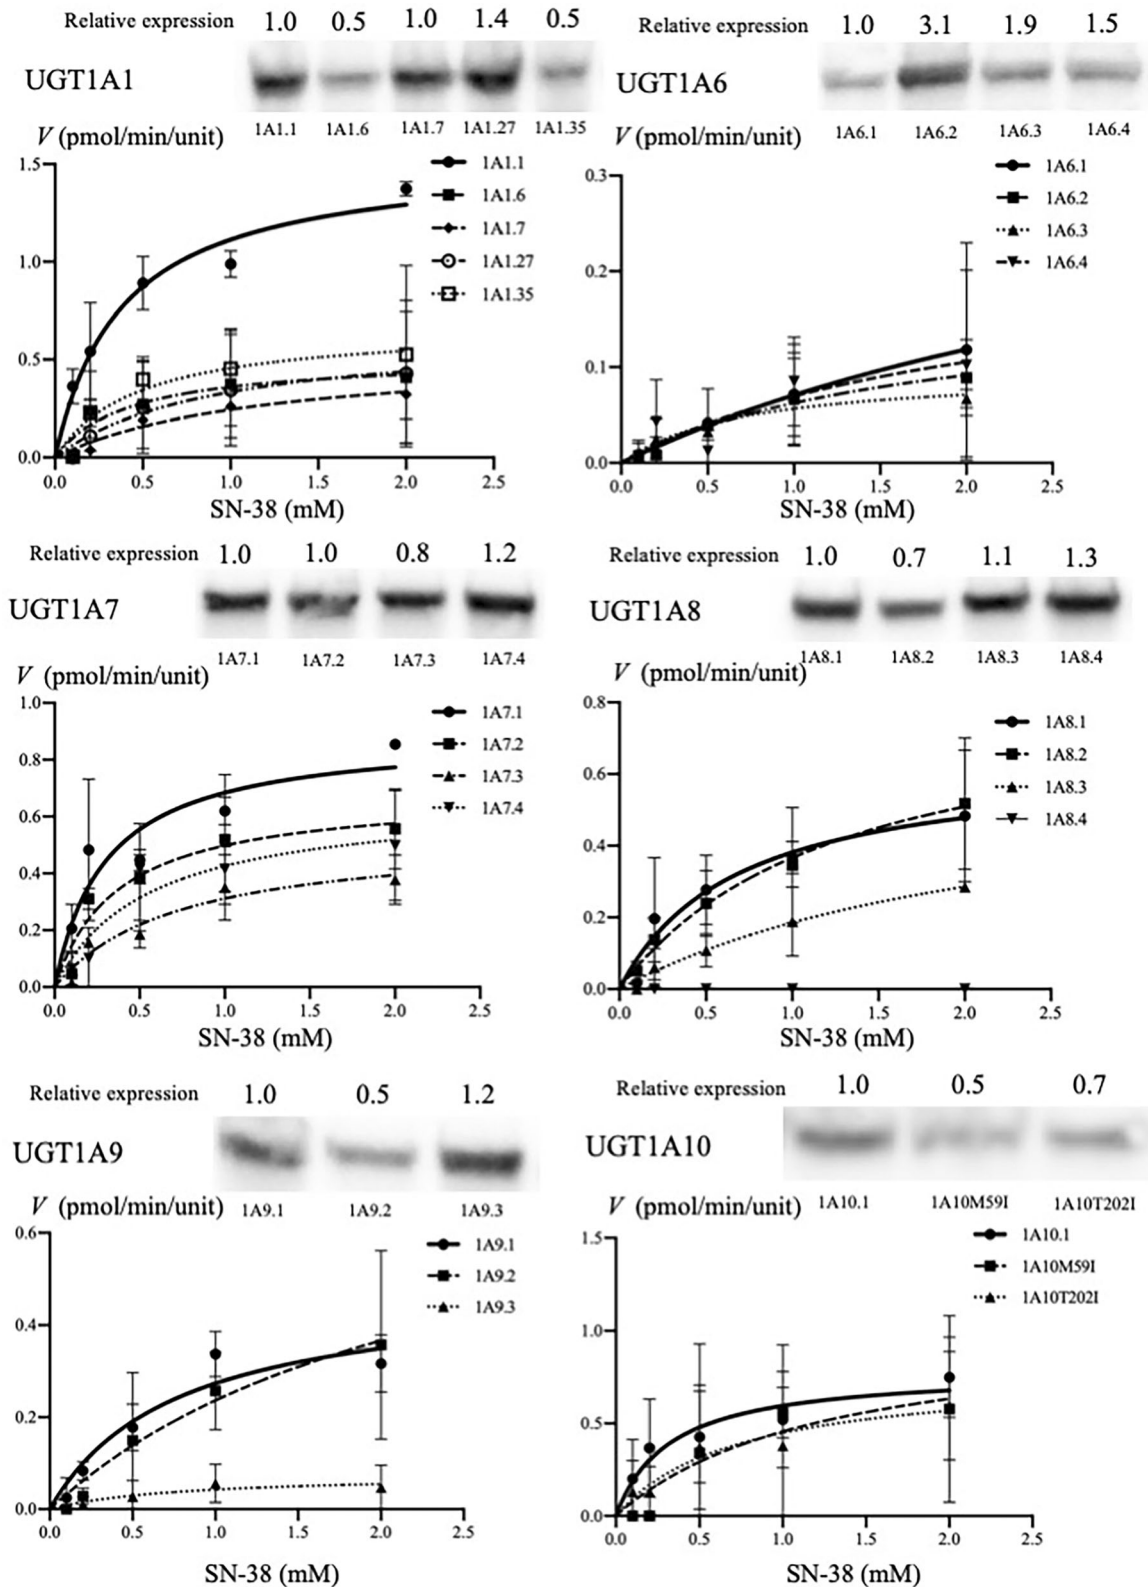 Relative expression 1.0 0.5 1.0 1.4 0.5
UGT1A1
1A1.1 1A1.6 1A1.7 1A1.27 1A1.35
V (pmol/min/unit)
1.5
1.0
0.5
0.0
0.0 0.5 1.0 1.5 2.0 2.5
SN-38 (mM)
1A1.1
1A1.6
1A1.7
1A1.27
1A1.35
Relative expression 1.0 3.1 1.9 1.5
UGT1A6
1A6.1 1A6.2 1A6.3 1A6.4
V (pmol/min/unit)
0.3
0.2
0.1
0.0
0.0 0.5 1.0 1.5 2.0 2.5
SN-38 (mM)
1A6.1
1A6.2
1A6.3
1A6.4
Relative expression 1.0 1.0 0.8 1.2
UGT1A7
1A7.1 1A7.2 1A7.3 1A7.4
V (pmol/min/unit)
1.0
0.8
0.6
0.4
0.2
0.0
0.0 0.5 1.0 1.5 2.0 2.5
SN-38 (mM)
1A7.1
1A7.2
1A7.3
1A7.4
Relative expression 1.0 0.7 1.1 1.3
UGT1A8
1A8.1 1A8.2 1A8.3 1A8.4
V (pmol/min/unit)
0.8
0.6
0.4
0.2
0.0
0.0 0.5 1.0 1.5 2.0 2.5
SN-38 (mM)
1A8.1
1A8.2
1A8.3
1A8.4
Relative expression 1.0 0.5 1.2
UGT1A9
1A9.1 1A9.2 1A9.3
V (pmol/min/unit)
0.6
0.4
0.2
0.0
0.0 0.5 1.0 1.5 2.0 2.5
SN-38 (mM)
1A9.1
1A9.2
1A9.3
Relative expression 1.0 0.5 0.7
UGT1A10
1A10.1 1A10M59I 1A10T202I
V (pmol/min/unit)
1.5
1.0
0.5
0.0
0.0 0.5 1.0 1.5 2.0 2.5
SN-38 (mM)
1A10.1
1A10M59I
1A10T202I